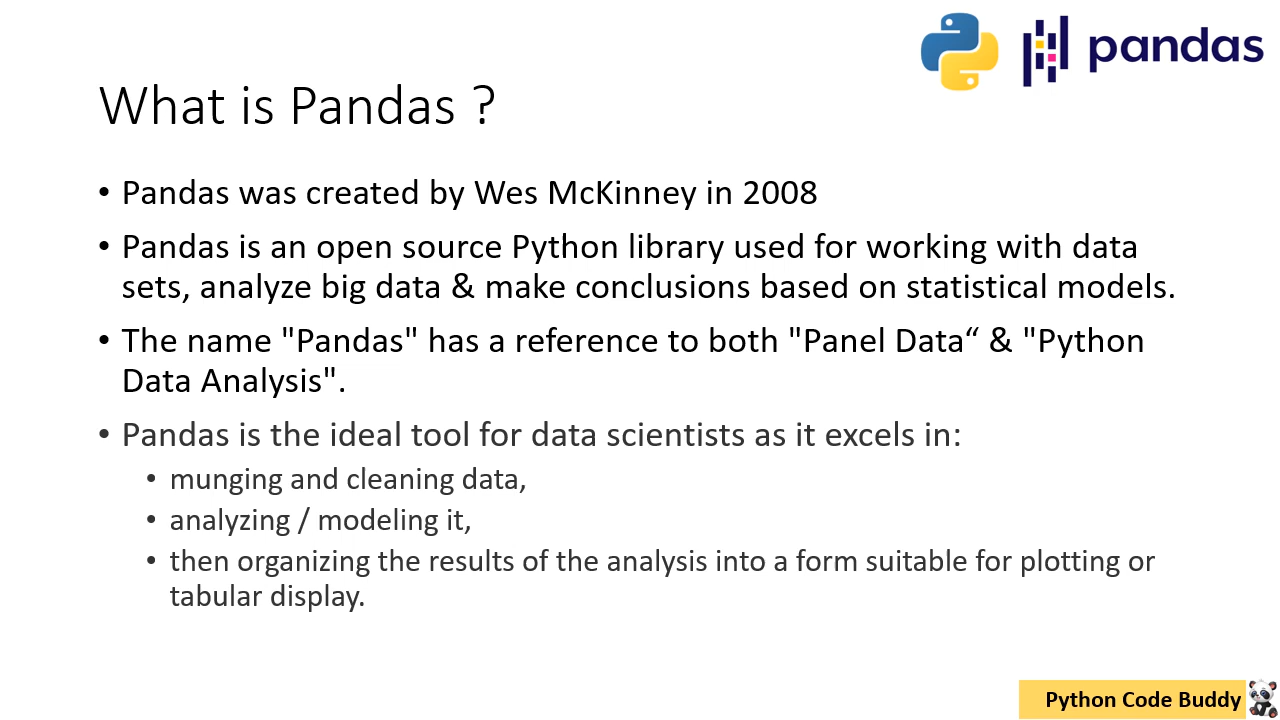 pandas
What is Pandas ?
• Pandas was created by Wes McKinney in 2008
• Pandas is an open source Python library used for working with data
sets, analyze big data & make conclusions based on statistical models.
• The name "Pandas" has a reference to both "Panel Data“ & "Python
Data Analysis".
• Pandas is the ideal tool for data scientists as it excels in:
• munging and cleaning data,
• analyzing / modeling it,
• then organizing the results of the analysis into a form suitable for plotting or
tabular display.
Python Code Buddy